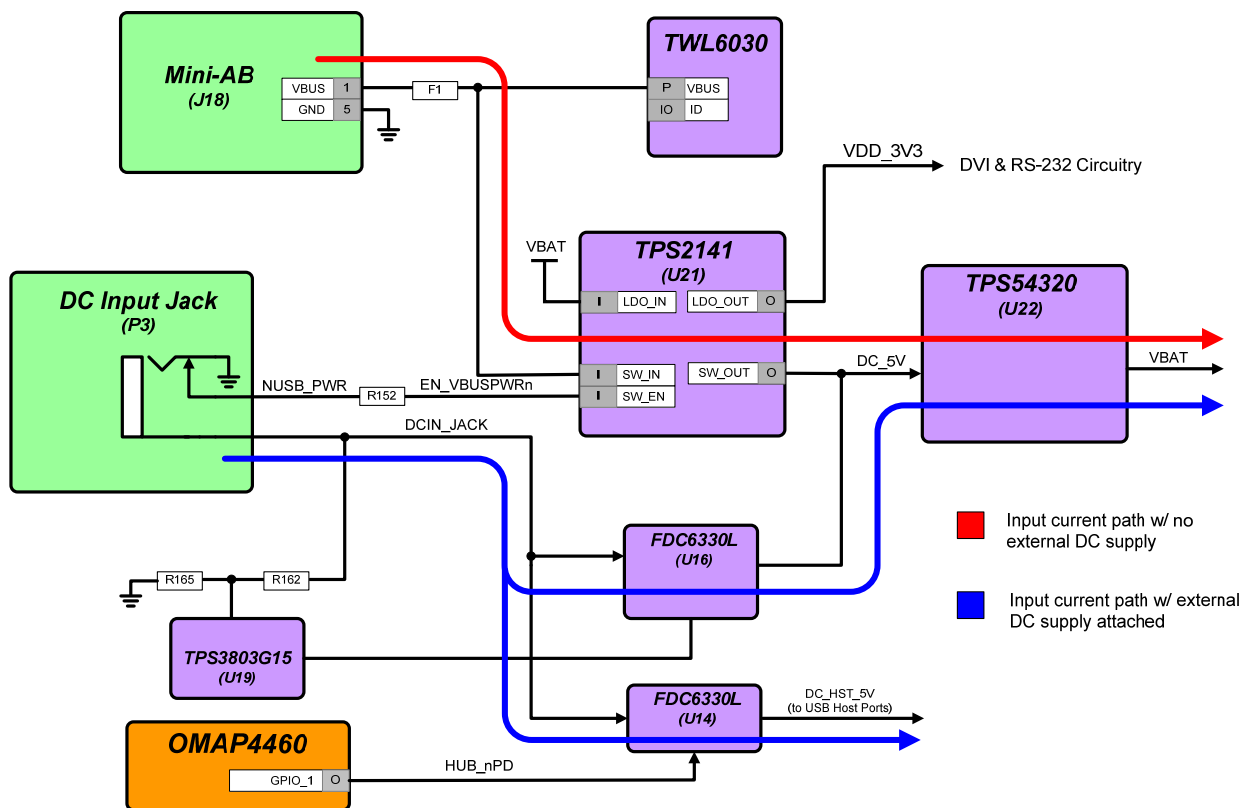 Mini-AB
(J18)
VBUS 1
GND 5
F1
TWL6030
P VBUS
IO ID
VDD_3V3
DVI & RS-232 Circuitry
VBAT
TPS2141
(U21)
I LDO_IN
LDO_OUT O
I SW_IN
SW_OUT O
I SW_EN
DC Input Jack
(P3)
NUSB_PWR
R152
EN_VBUSPWRn
DCIN_JACK
DC_5V
TPS54320
(U22)
VBAT
FDC6330L
(U16)
R165
R162
TPS3803G15
(U19)
FDC6330L
(U14)
DC_HST_5V
(to USB Host Ports)
OMAP4460
GPIO_1 O
HUB_nPD
Input current path w/ no
external DC supply
Input current path w/ external
DC supply attached